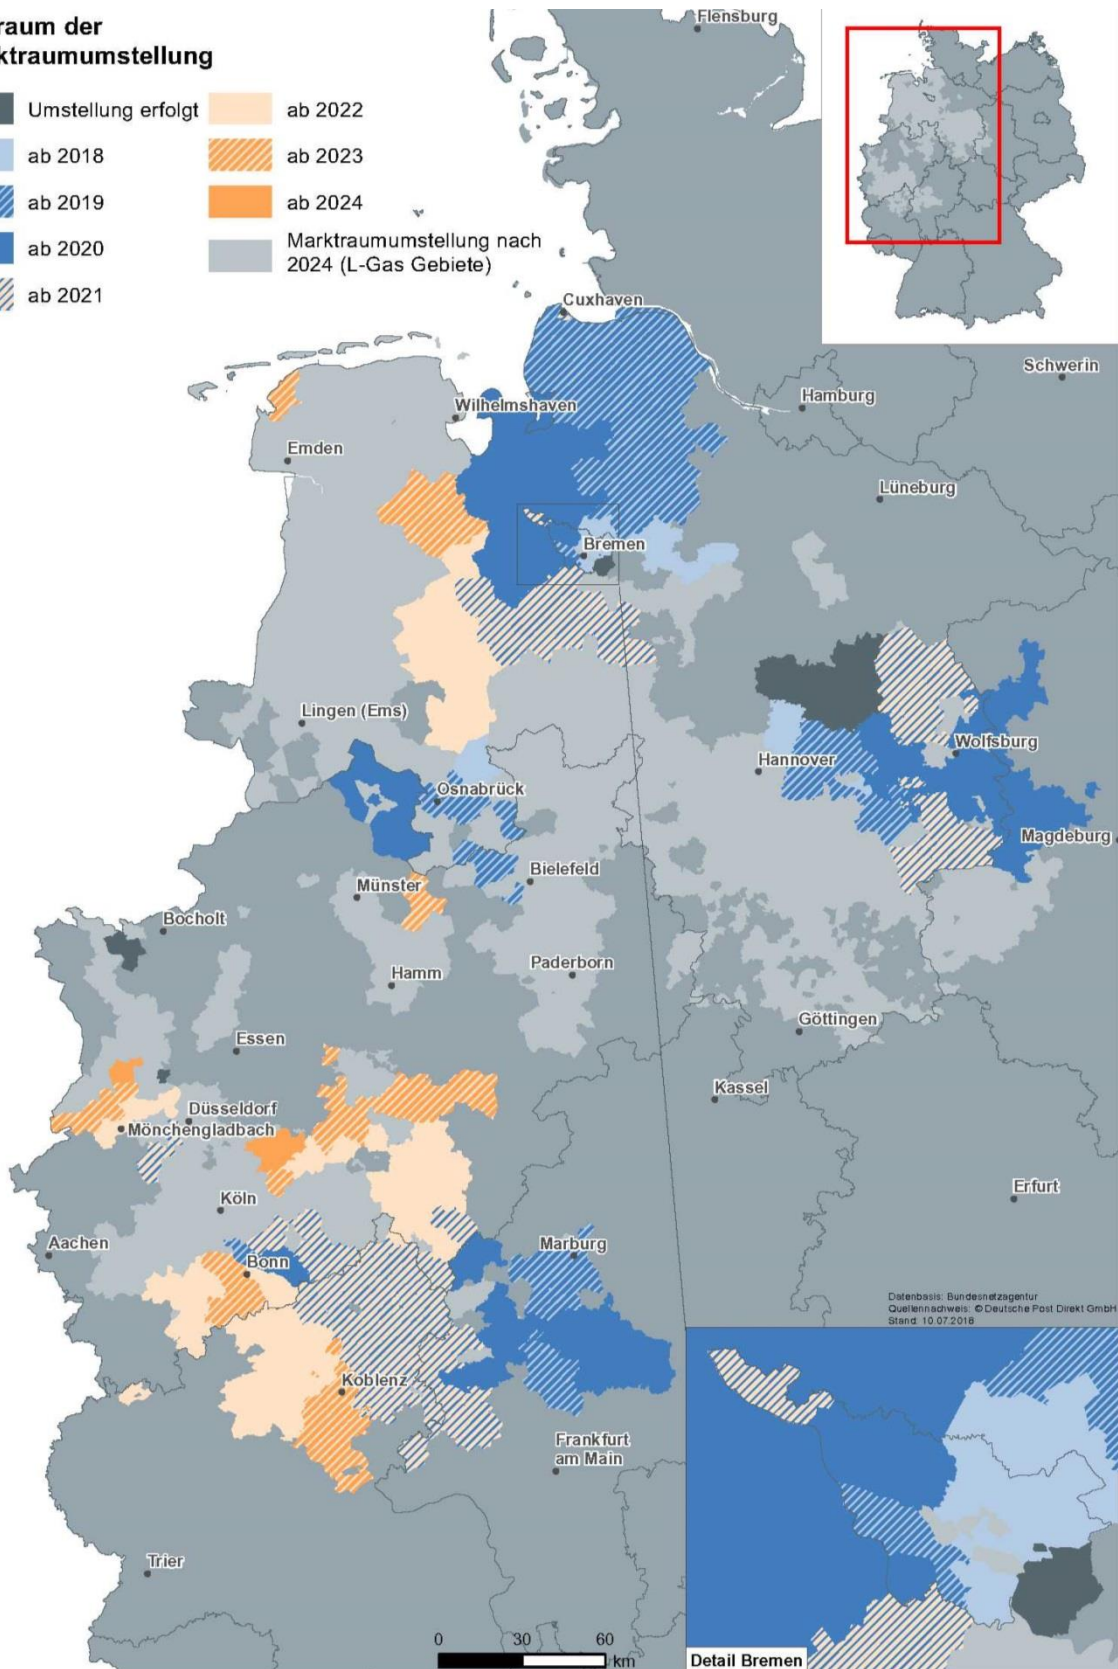 raum der
ktraumumstellung
Umstellung erfolgt
ab 2018
ab 2019
ab 2020
ab 2021
ab 2022
ab 2023
ab 2024
Marktraumumstellung nach
2024 (L-Gas Gebiete)
Flensburg
Cuxhaven
Schwerin
Hamburg
Wilhelmshaven
Emden
Lüneburg
Bremen
Lingen (Ems)
Wolfsburg
Hannover
Osnabrück
Magdeburg
Bielefeld
Münster
Bocholt
Paderborn
Hamm
Göttingen
Essen
Kassel
Düsseldorf
Mönchengladbach
Erfurt
Köln
Aachen
Marburg
Bonn
Datenbasis: Bundesnetzagentur
Quellennachweis: © Deutsche Post Direkt GmbH
Stand: 10.07.2018
Koblenz
Frankfurt
am Main
Trier
0 30 60
km
Detail Bremen